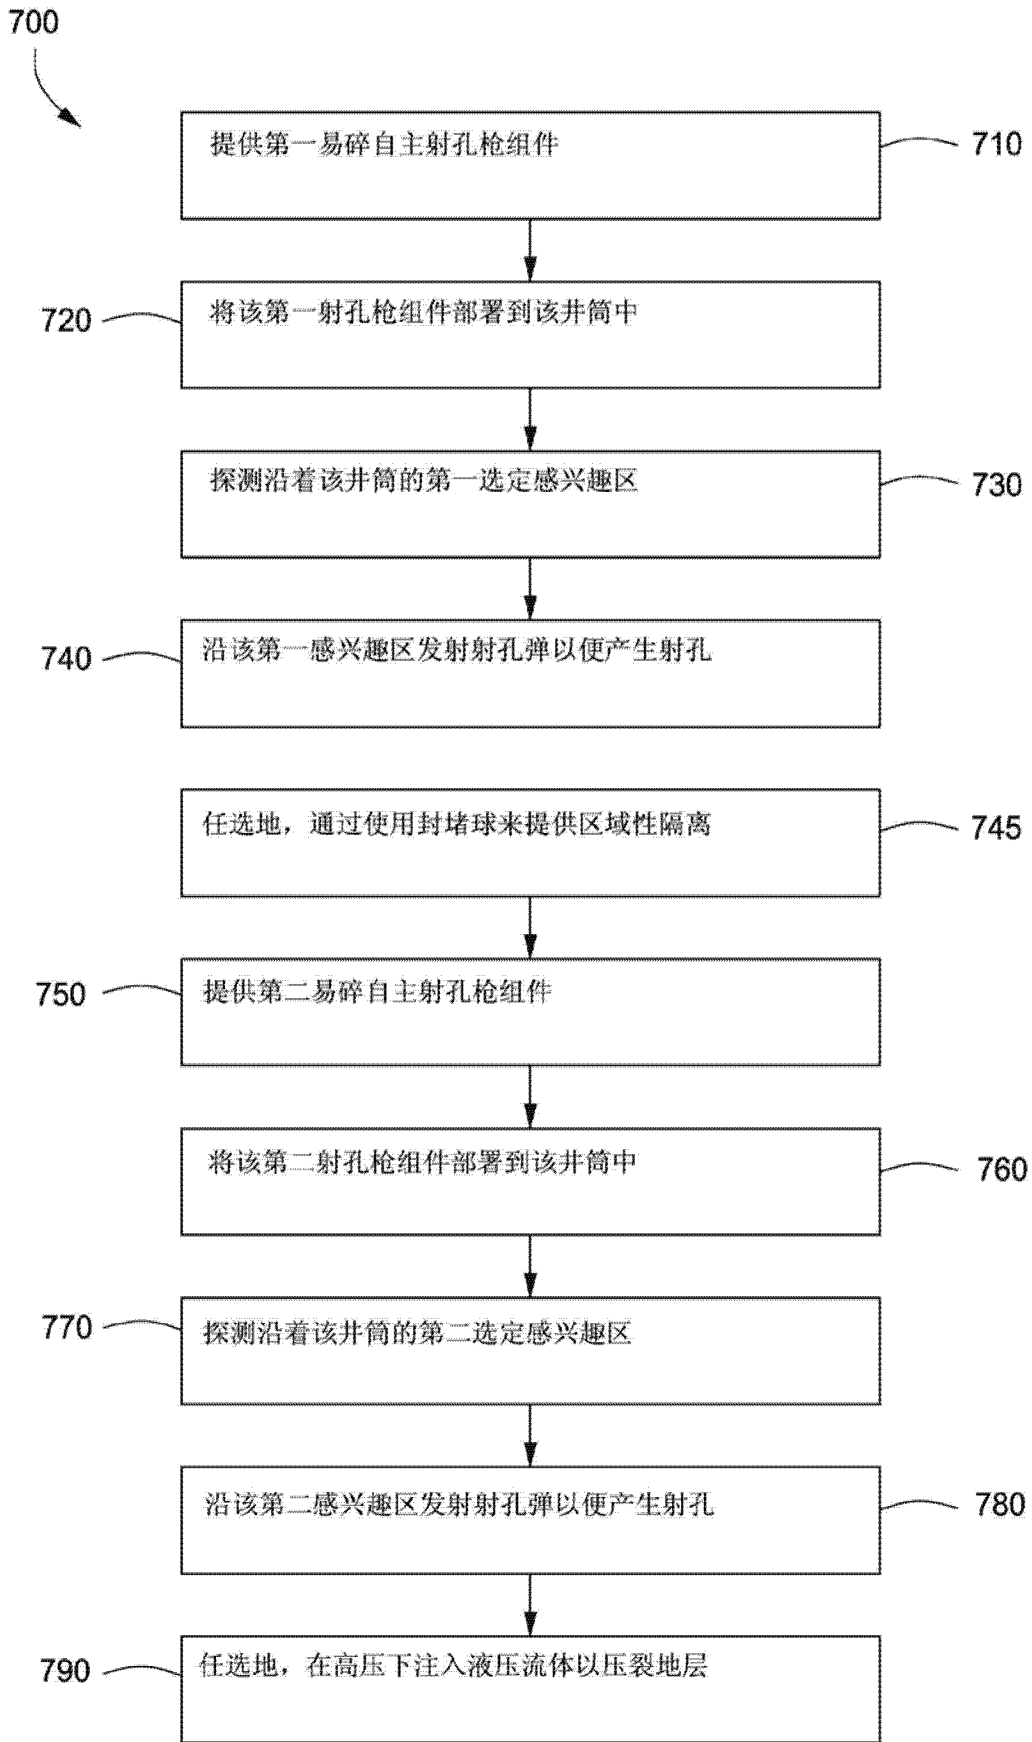 700
提供第一易碎自主射孔枪组件
710
将该第一射孔枪组件部署到该井筒中
720
探测沿着该井筒的第一选定感兴趣区
730
沿该第一感兴趣区发射射孔弹以便产生射孔
740
任选地，通过使用封堵球来提供区域性隔离
745
提供第二易碎自主射孔枪组件
750
将该第二射孔枪组件部署到该井筒中
760
探测沿着该井筒的第二选定感兴趣区
770
沿该第二感兴趣区发射射孔弹以便产生射孔
780
任选地，在高压下注入液压流体以压裂地层
790